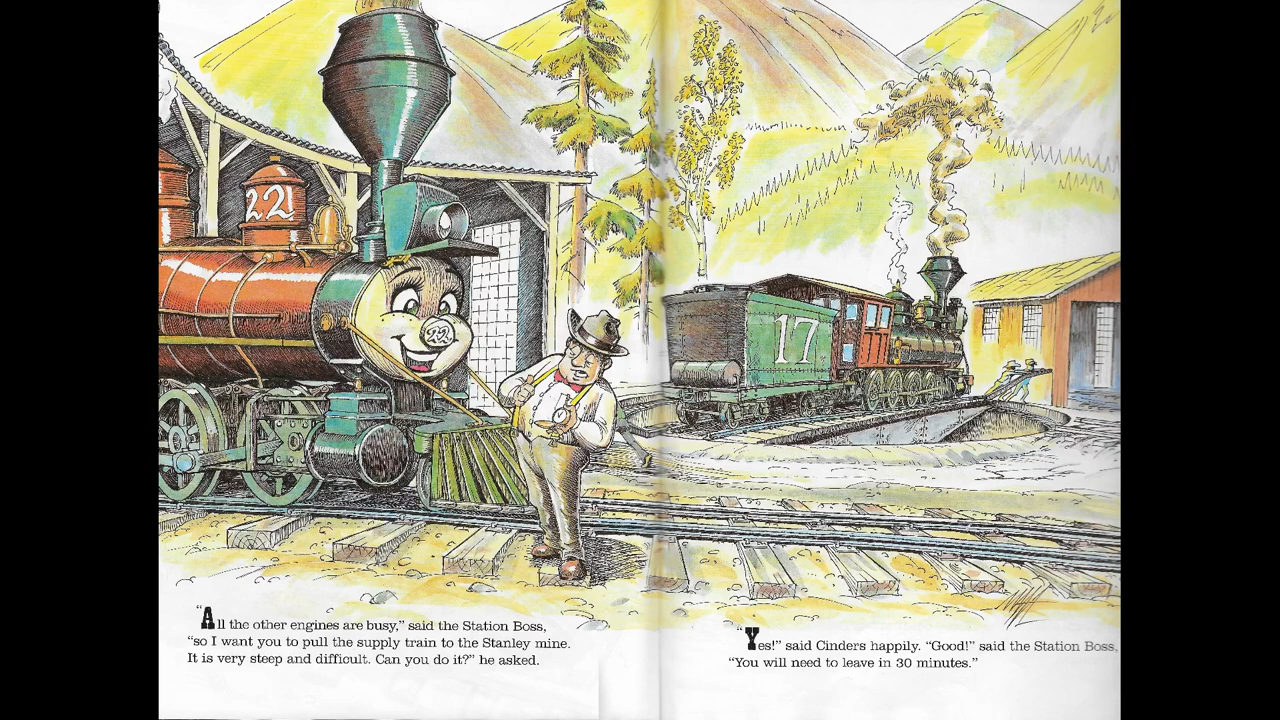 22
22
17
"All the other engines are busy," said the Station Boss,
"so I want you to pull the supply train to the Stanley mine.
It is very steep and difficult. Can you do it?" he asked.
"Yes!" said Cinders happily. "Good!" said the Station Boss,
"You will need to leave in 30 minutes."